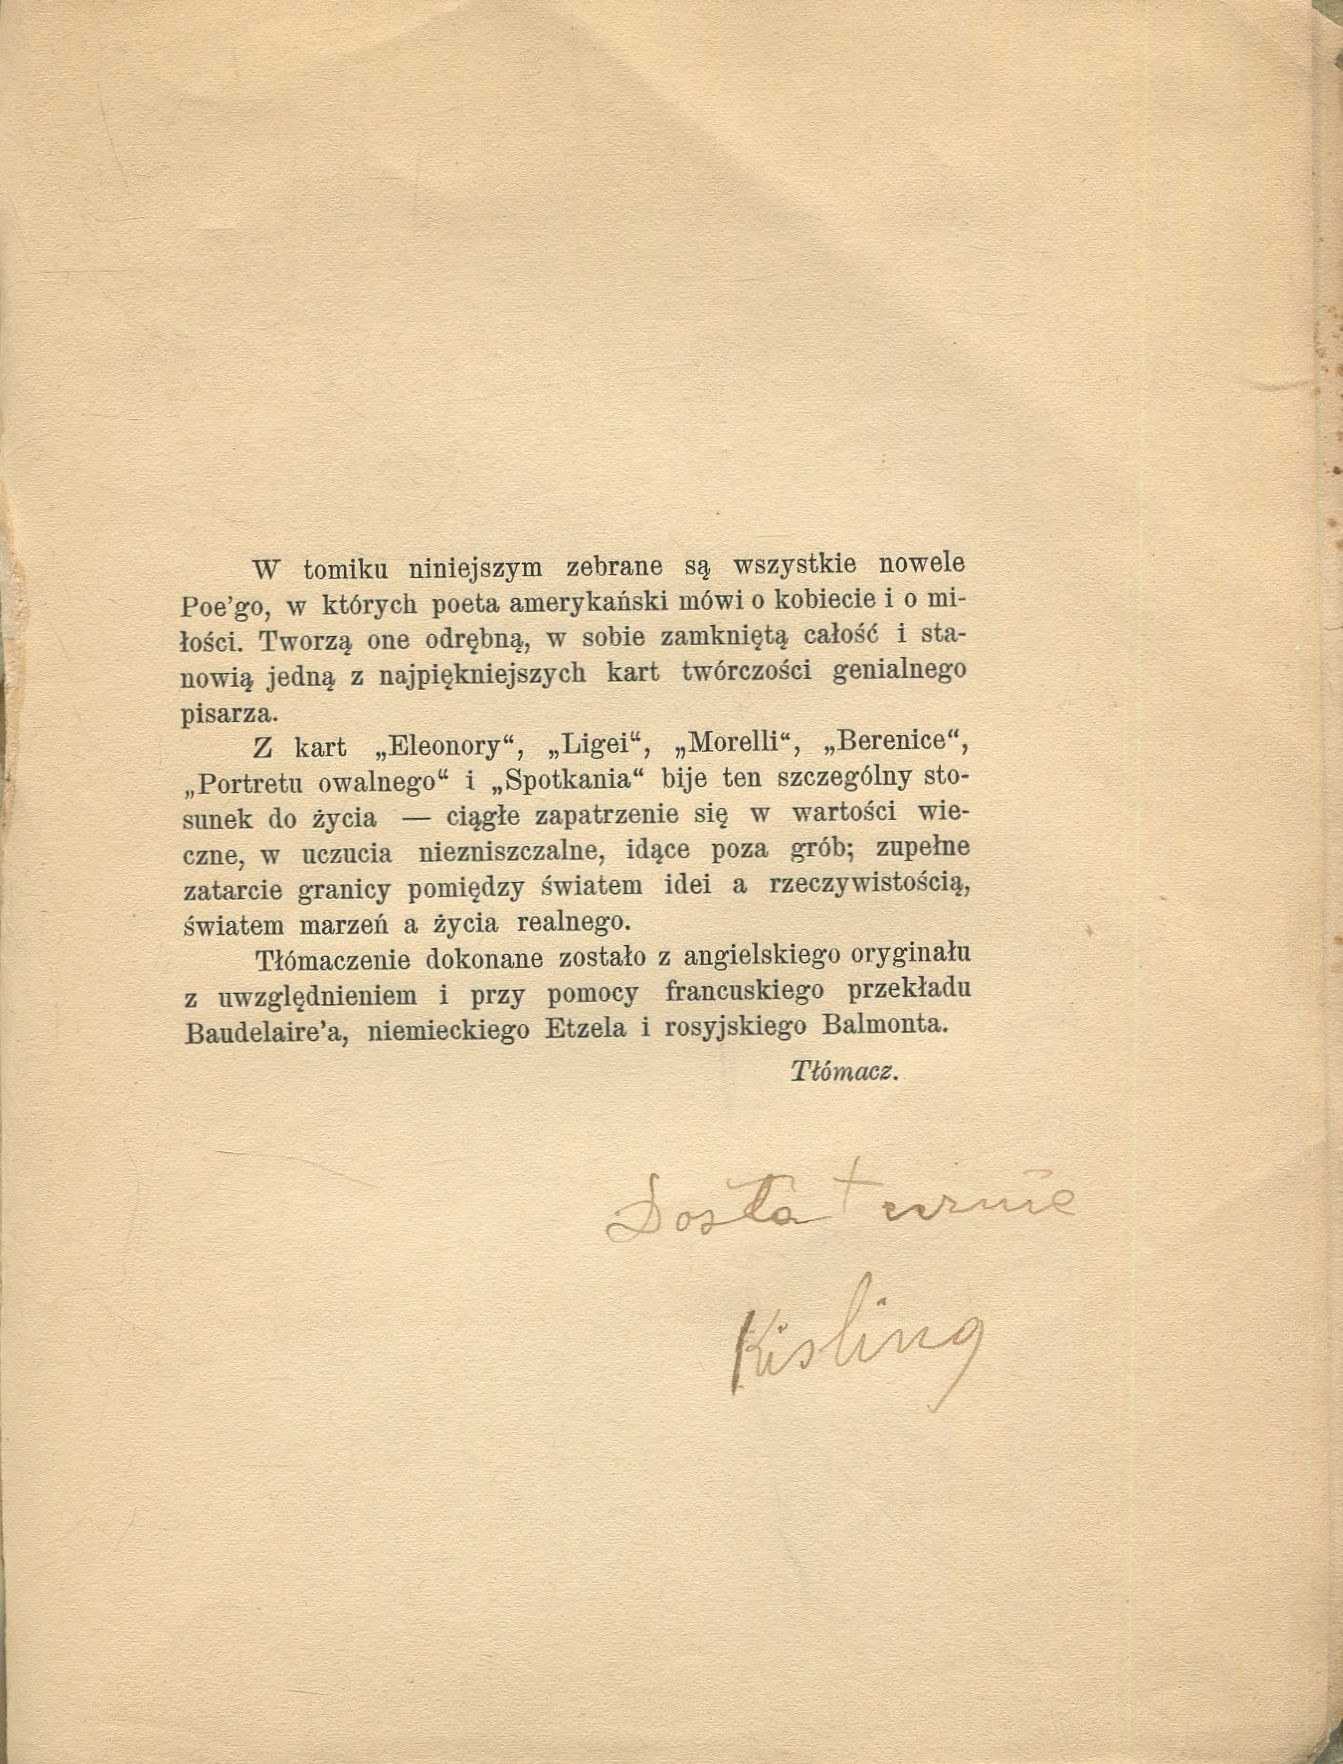 W tomiku niniejszym zebrane są wszystkie nowele
Poe’go, w których poeta amerykański mówi o kobiecie i o mi-
łości. Tworzą one odrębną, w sobie zamkniętą całość i sta-
nowią jedną z najpiękniejszych kart twórczości genialnego
pisarza.
Z kart „Eleonory“, „Ligei“, „Morelli“, „Berenice“,
„Portretu owalnego“ i „Spotkania“ bije ten szczególny sto-
sunek do życia — ciągłe zapatrzenie się w wartości wie-
czne, w uczucia niezniszczalne, idące poza grób; zupełne
zatarcie granicy pomiędzy światem idei a rzeczywistością,
światem marzeń a życia realnego.
Tłómaczenie dokonane zostało z angielskiego oryginału
z uwzględnieniem i przy pomocy francuskiego przekładu
Baudelaire’a, niemieckiego Etzela i rosyjskiego Balmonta.
Tłómacz.
Kisling